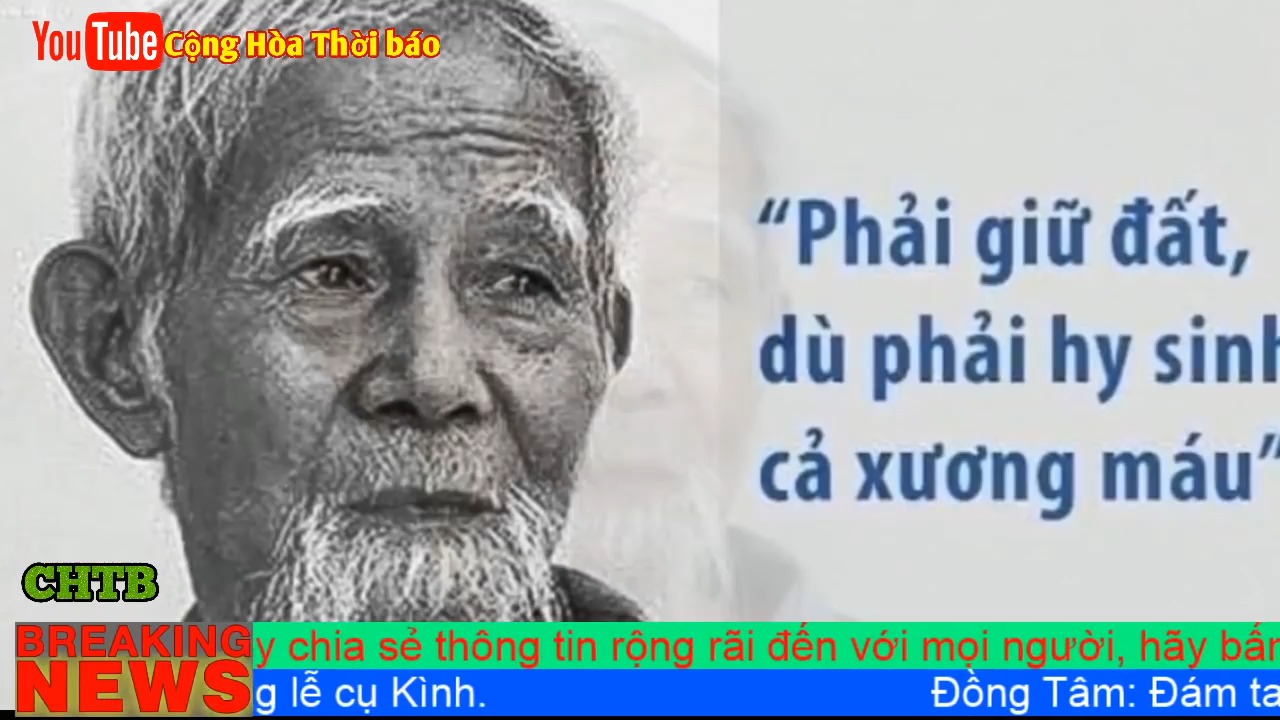 YouTube Cộng Hòa Thời báo
“Phải giữ đất,
dù phải hy sinh
cả xương máu”
CHTB
BREAKING
NEWS
y chia sẻ thông tin rộng rãi đến với mọi người, hãy bấm
g lễ cụ Kình. Đồng Tâm: Đám ta